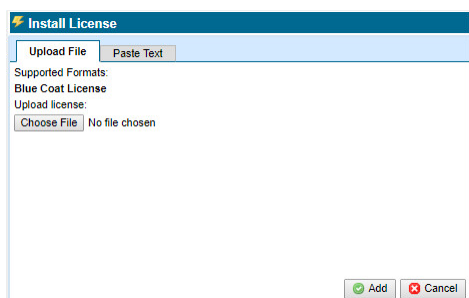 Install License
Upload File Paste Text
Supported Formats:
Blue Coat License
Upload license:
Choose File No file chosen
Add Cancel